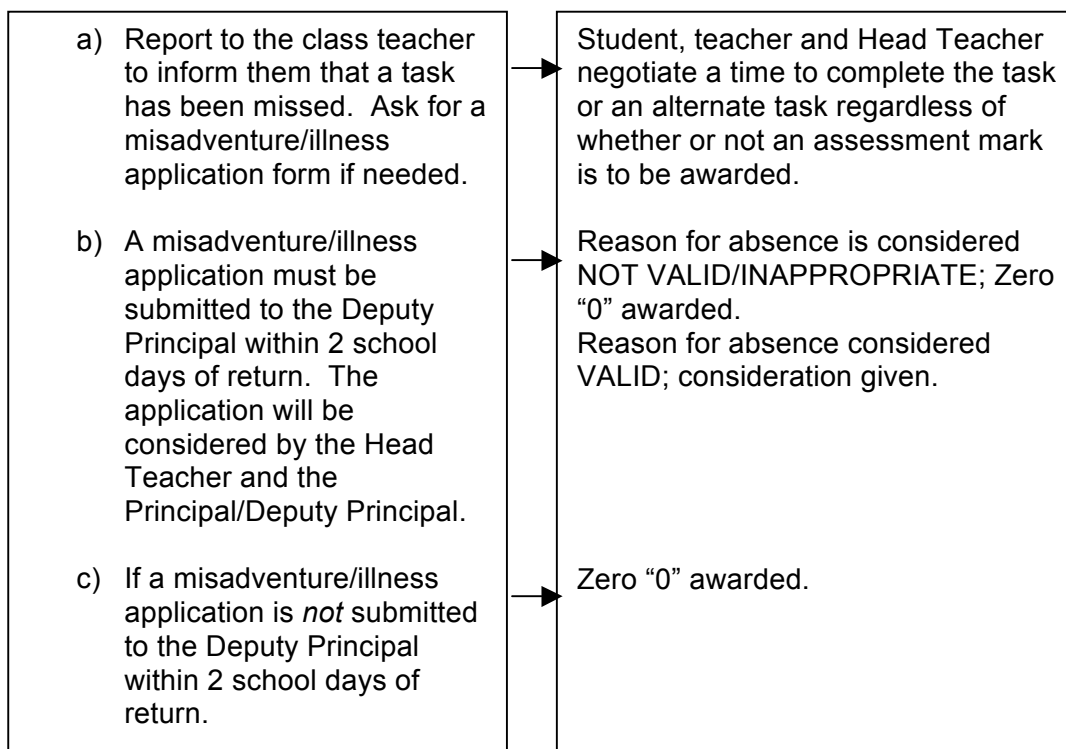 a) Report to the class teacher
to inform them that a task
has been missed. Ask for a
misadventure/illness
application form if needed.
Student, teacher and Head Teacher
negotiate a time to complete the task
or an alternate task regardless of
whether or not an assessment mark
is to be awarded.
b) A misadventure/illness
application must be
submitted to the Deputy
Principal within 2 school
days of return. The
application will be
considered by the Head
Teacher and the
Principal/Deputy Principal.
Reason for absence is considered
NOT VALID/INAPPROPRIATE; Zero
“0” awarded.
Reason for absence considered
VALID; consideration given.
c) If a misadventure/illness
application is not submitted
to the Deputy Principal
within 2 school days of
return.
Zero “0” awarded.